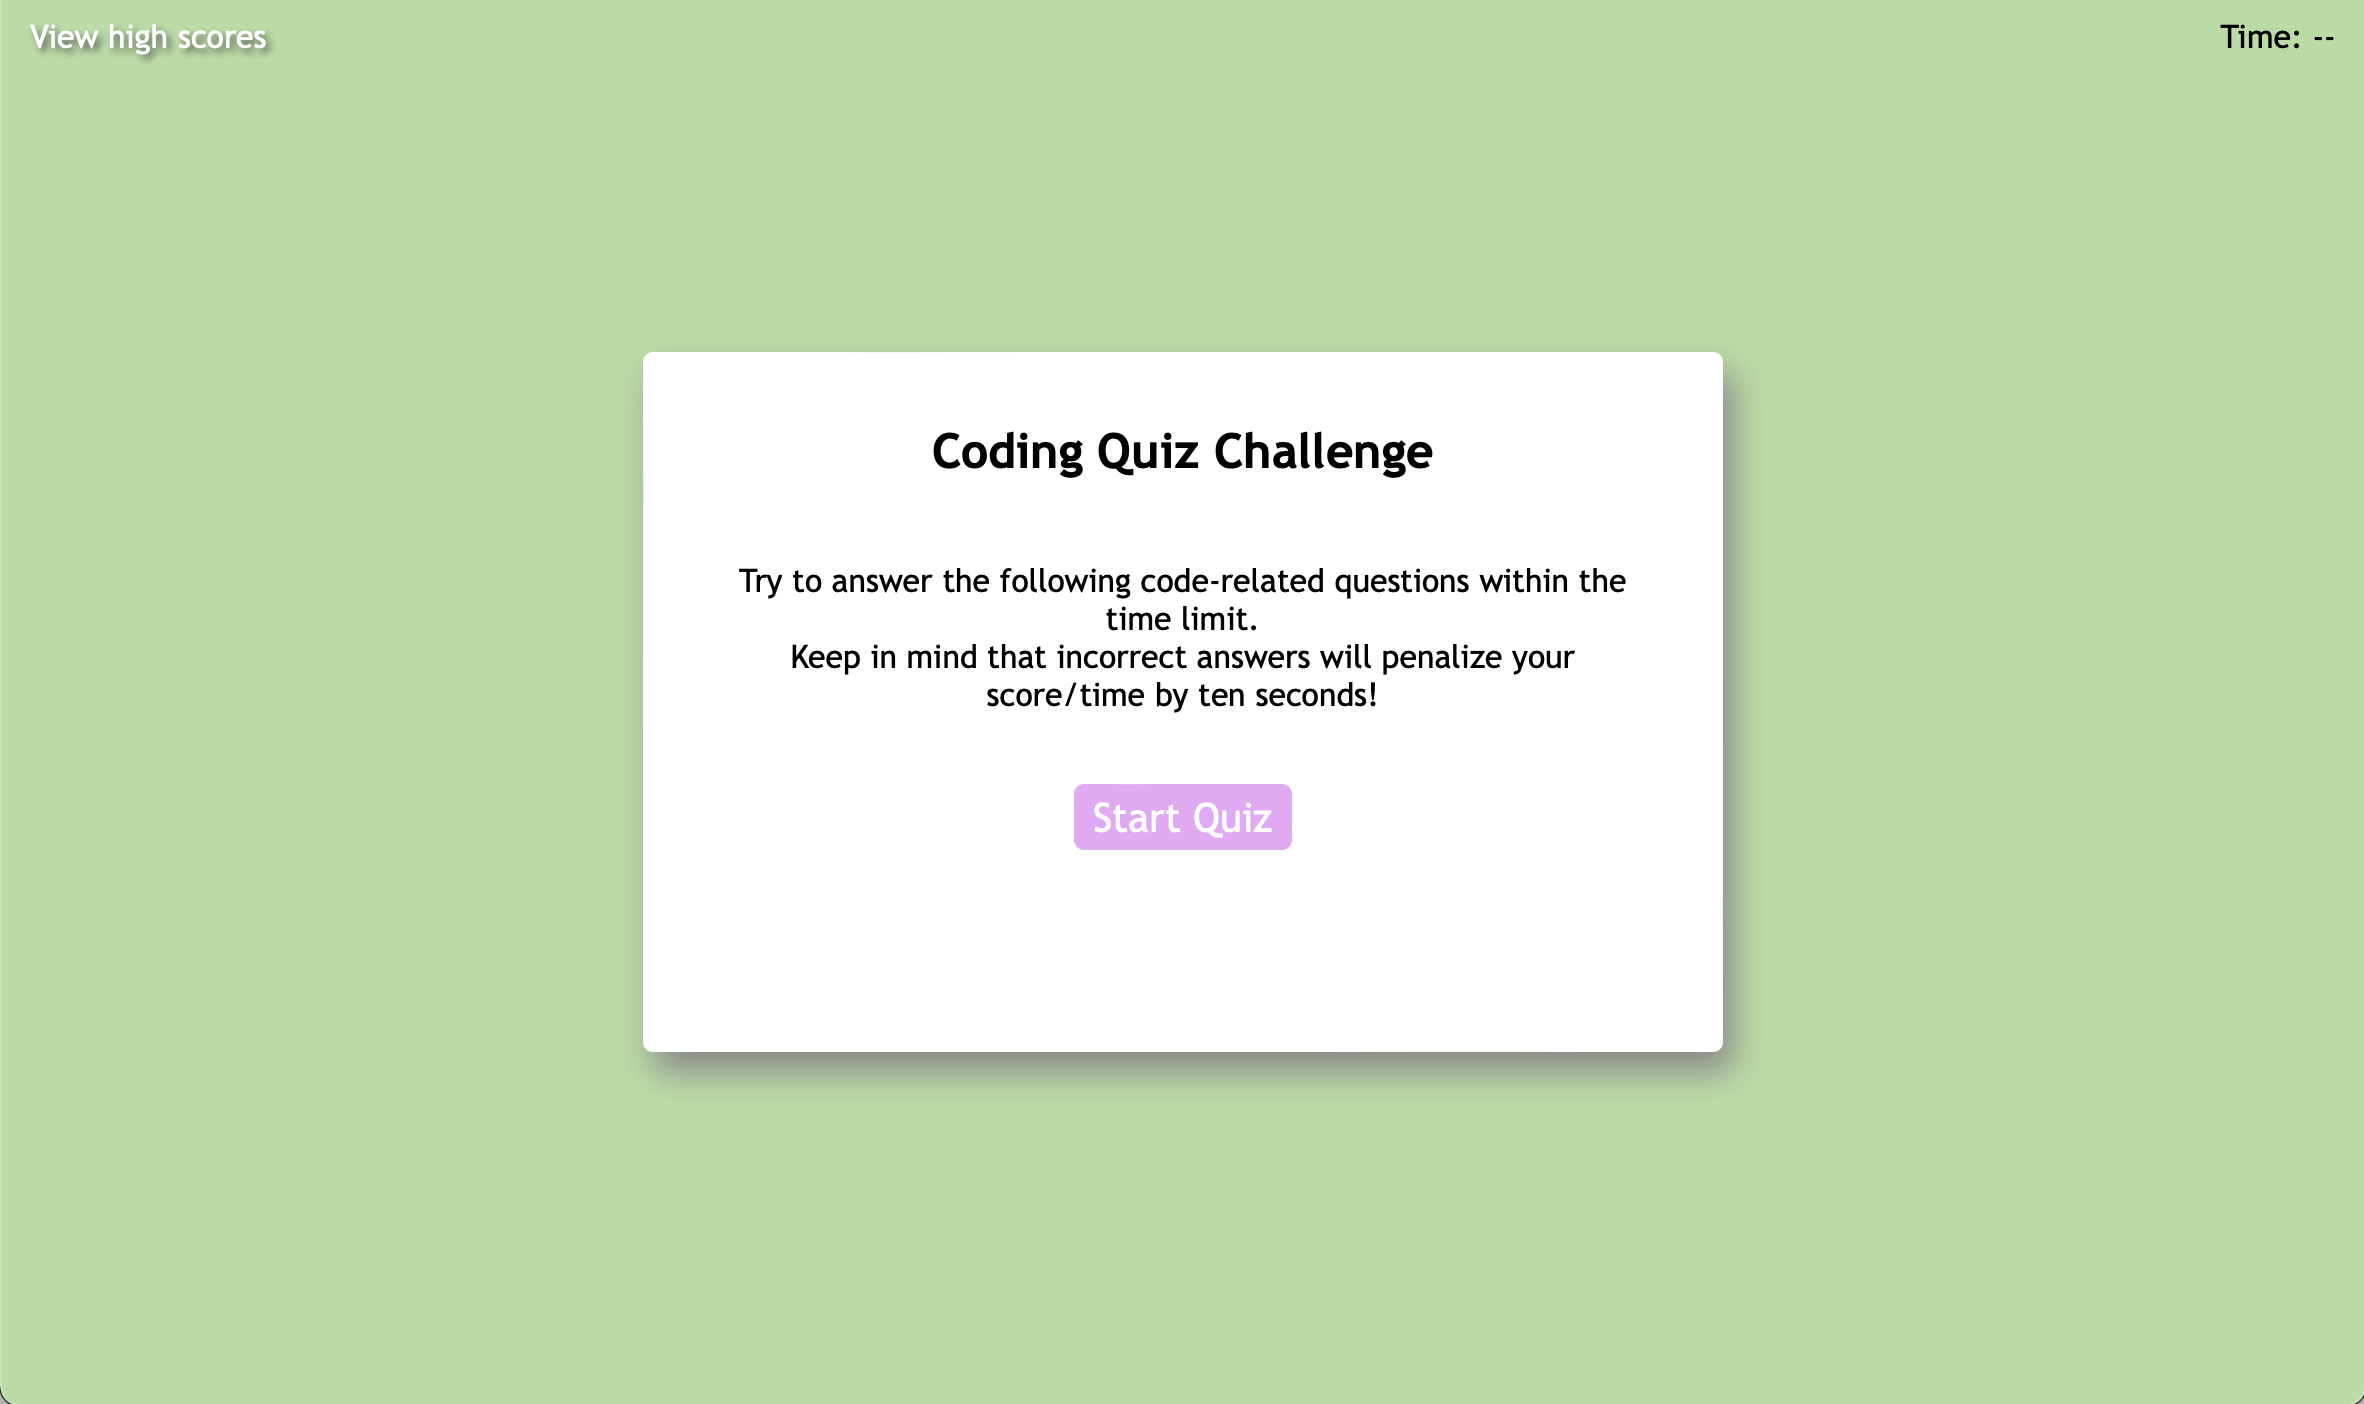 View high scores
Time: --
Coding Quiz Challenge
Try to answer the following code-related questions within the
time limit.
Keep in mind that incorrect answers will penalize your
score/time by ten seconds!
Start Quiz